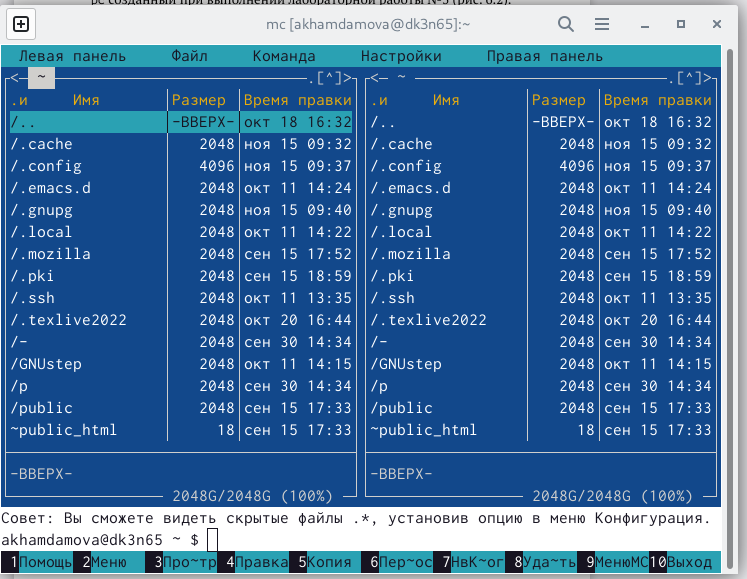 рс созданный при выполнении лабораторной работы №5 (рис. 6.2).
mc [akhamdamova@dk3n65]:~
Левая панель Файл Команда Настройки Правая панель
<— ~ .[^]> <— ~ .[^]>
.и Имя Размер Время правки .и Имя Размер Время правки
/.. -ВВЕРХ- окт 18 16:32 /.. -ВВЕРХ- окт 18 16:32
/.cache 2048 ноя 15 09:32 /.cache 2048 ноя 15 09:32
/.config 4096 ноя 15 09:37 /.config 4096 ноя 15 09:37
/.emacs.d 2048 окт 11 14:24 /.emacs.d 2048 окт 11 14:24
/.gnupg 2048 ноя 15 09:40 /.gnupg 2048 ноя 15 09:40
/.local 2048 окт 11 14:22 /.local 2048 окт 11 14:22
/.mozilla 2048 сен 15 17:52 /.mozilla 2048 сен 15 17:52
/.pki 2048 сен 15 18:59 /.pki 2048 сен 15 18:59
/.ssh 2048 окт 11 13:35 /.ssh 2048 окт 11 13:35
/.texlive2022 2048 окт 20 16:44 /.texlive2022 2048 окт 20 16:44
/- 2048 сен 30 14:34 /- 2048 сен 30 14:34
/GNUstep 2048 окт 11 14:15 /GNUstep 2048 окт 11 14:15
/p 2048 сен 30 14:34 /p 2048 сен 30 14:34
/public 2048 сен 15 17:33 /public 2048 сен 15 17:33
~public_html 18 сен 15 17:33 ~public_html 18 сен 15 17:33
-ВВЕРХ- -ВВЕРХ-
2048G/2048G (100%) 2048G/2048G (100%)
Совет: Вы сможете видеть скрытые файлы .*, установив опцию в меню Конфигурация.
akhamdamova@dk3n65 ~ $
1Помощь 2Меню 3Про~тр 4Правка 5Копия 6Пер~ос 7НвК~ог 8Уда~ть 9МенюMC 10Выход